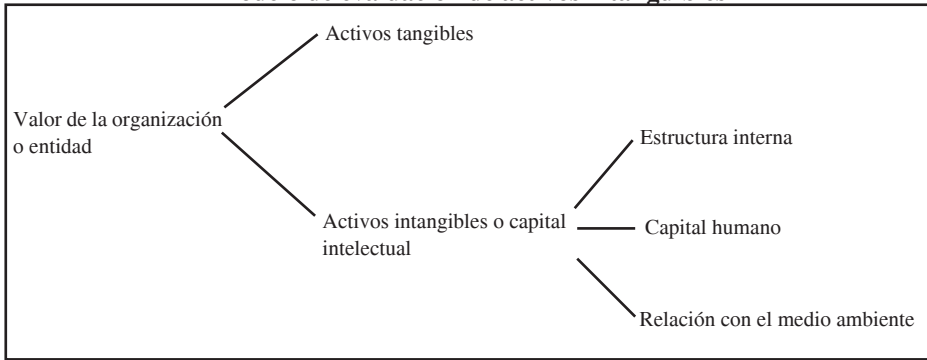 Activos tangibles
Valor de la organización
o entidad
Estructura interna
Activos intangibles o capital
intelectual
Capital humano
Relación con el medio ambiente